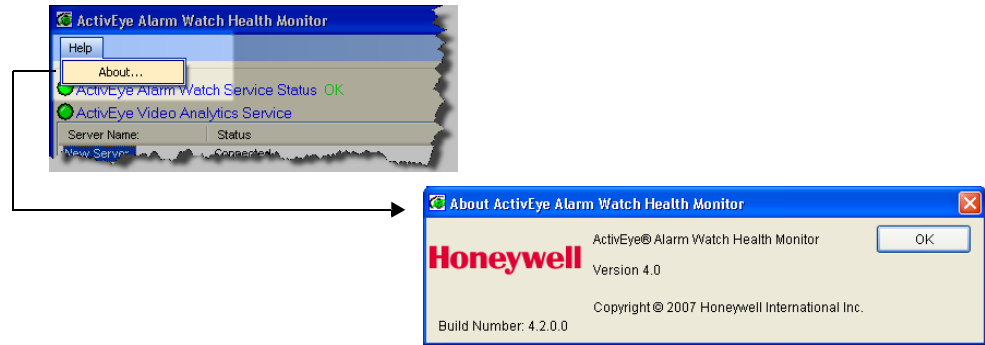 ActivEye Alarm Watch Health Monitor
Help
About...
ActivEye Alarm Watch Service Status OK
ActivEye Video Analytics Service
Server Name: Status
New Server Connected
About ActivEye Alarm Watch Health Monitor
Honeywell
ActivEye® Alarm Watch Health Monitor
OK
Version 4.0
Copyright © 2007 Honeywell International Inc.
Build Number: 4.2.0.0